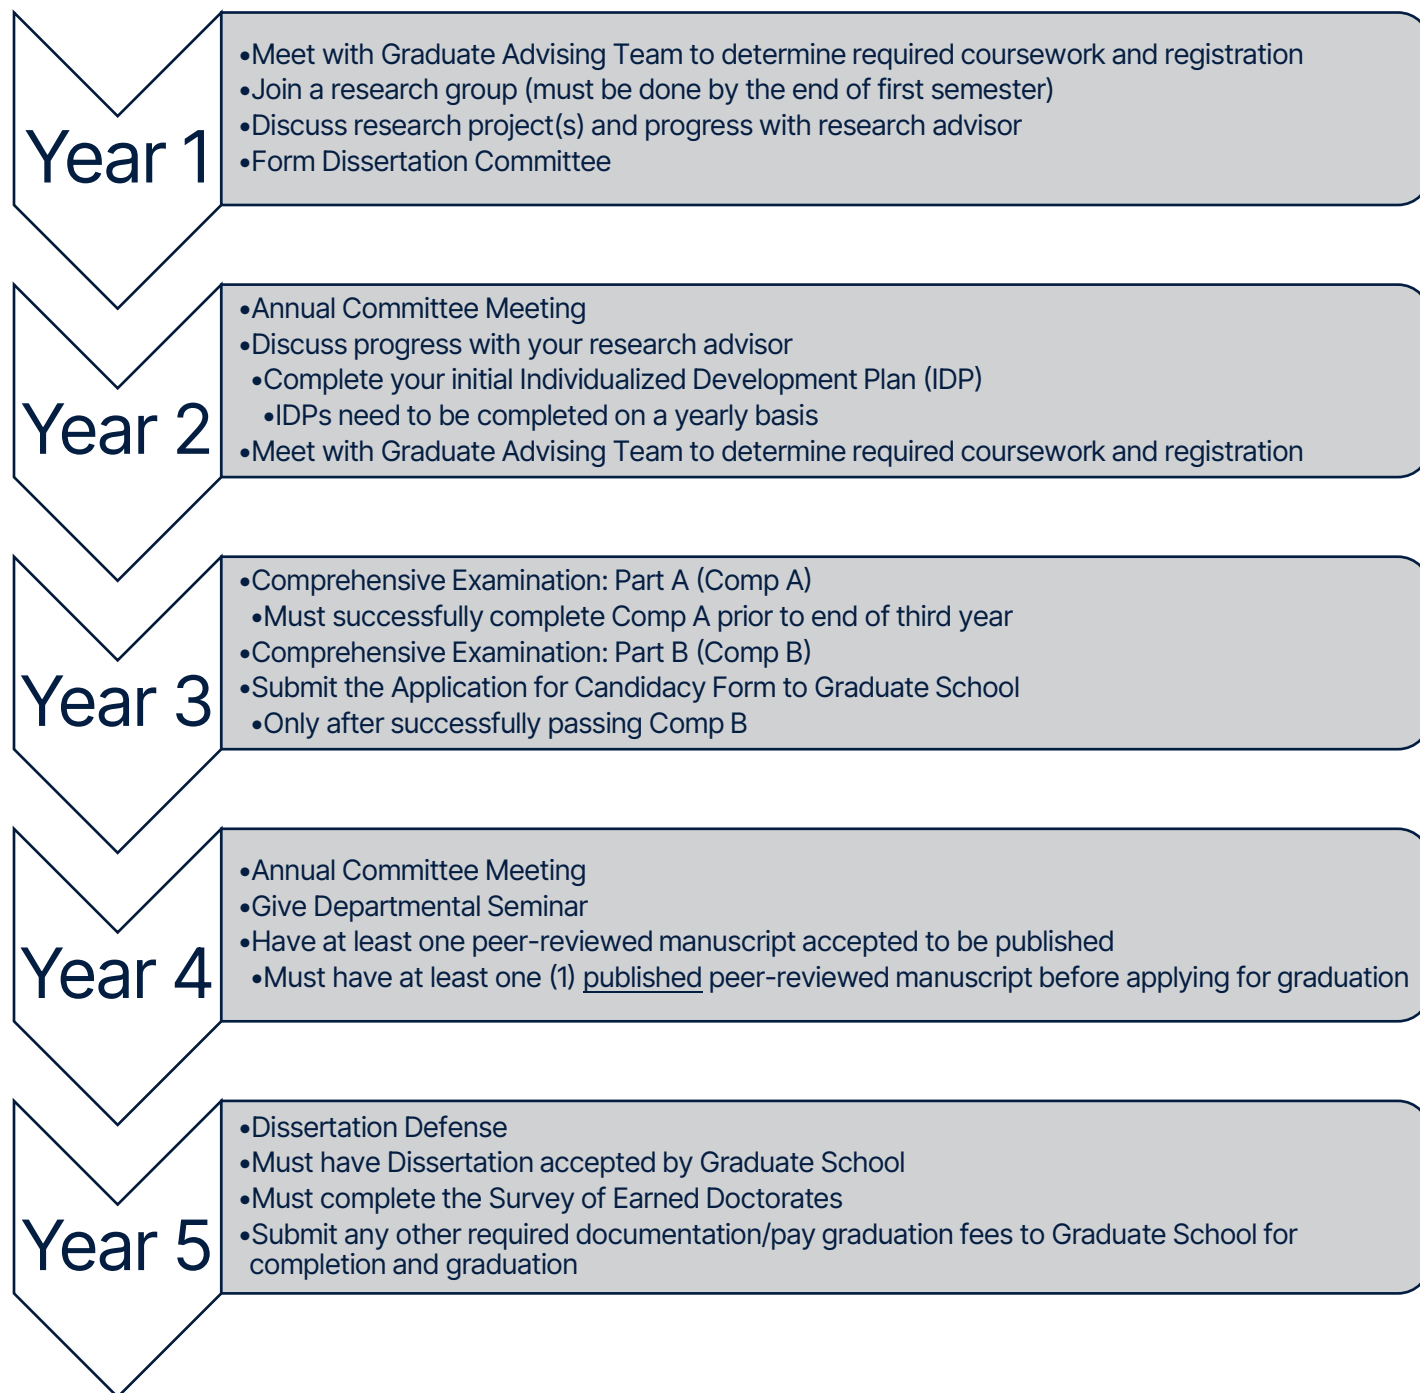 Year 1
•Meet with Graduate Advising Team to determine required coursework and registration
•Join a research group (must be done by the end of first semester)
•Discuss research project(s) and progress with research advisor
•Form Dissertation Committee
Year 2
•Annual Committee Meeting
•Discuss progress with your research advisor
•Complete your initial Individualized Development Plan (IDP)
•IDPs need to be completed on a yearly basis
•Meet with Graduate Advising Team to determine required coursework and registration
Year 3
•Comprehensive Examination: Part A (Comp A)
•Must successfully complete Comp A prior to end of third year
•Comprehensive Examination: Part B (Comp B)
•Submit the Application for Candidacy Form to Graduate School
•Only after successfully passing Comp B
Year 4
•Annual Committee Meeting
•Give Departmental Seminar
•Have at least one peer-reviewed manuscript accepted to be published
•Must have at least one (1) published peer-reviewed manuscript before applying for graduation
Year 5
•Dissertation Defense
•Must have Dissertation accepted by Graduate School
•Must complete the Survey of Earned Doctorates
•Submit any other required documentation/pay graduation fees to Graduate School for
completion and graduation